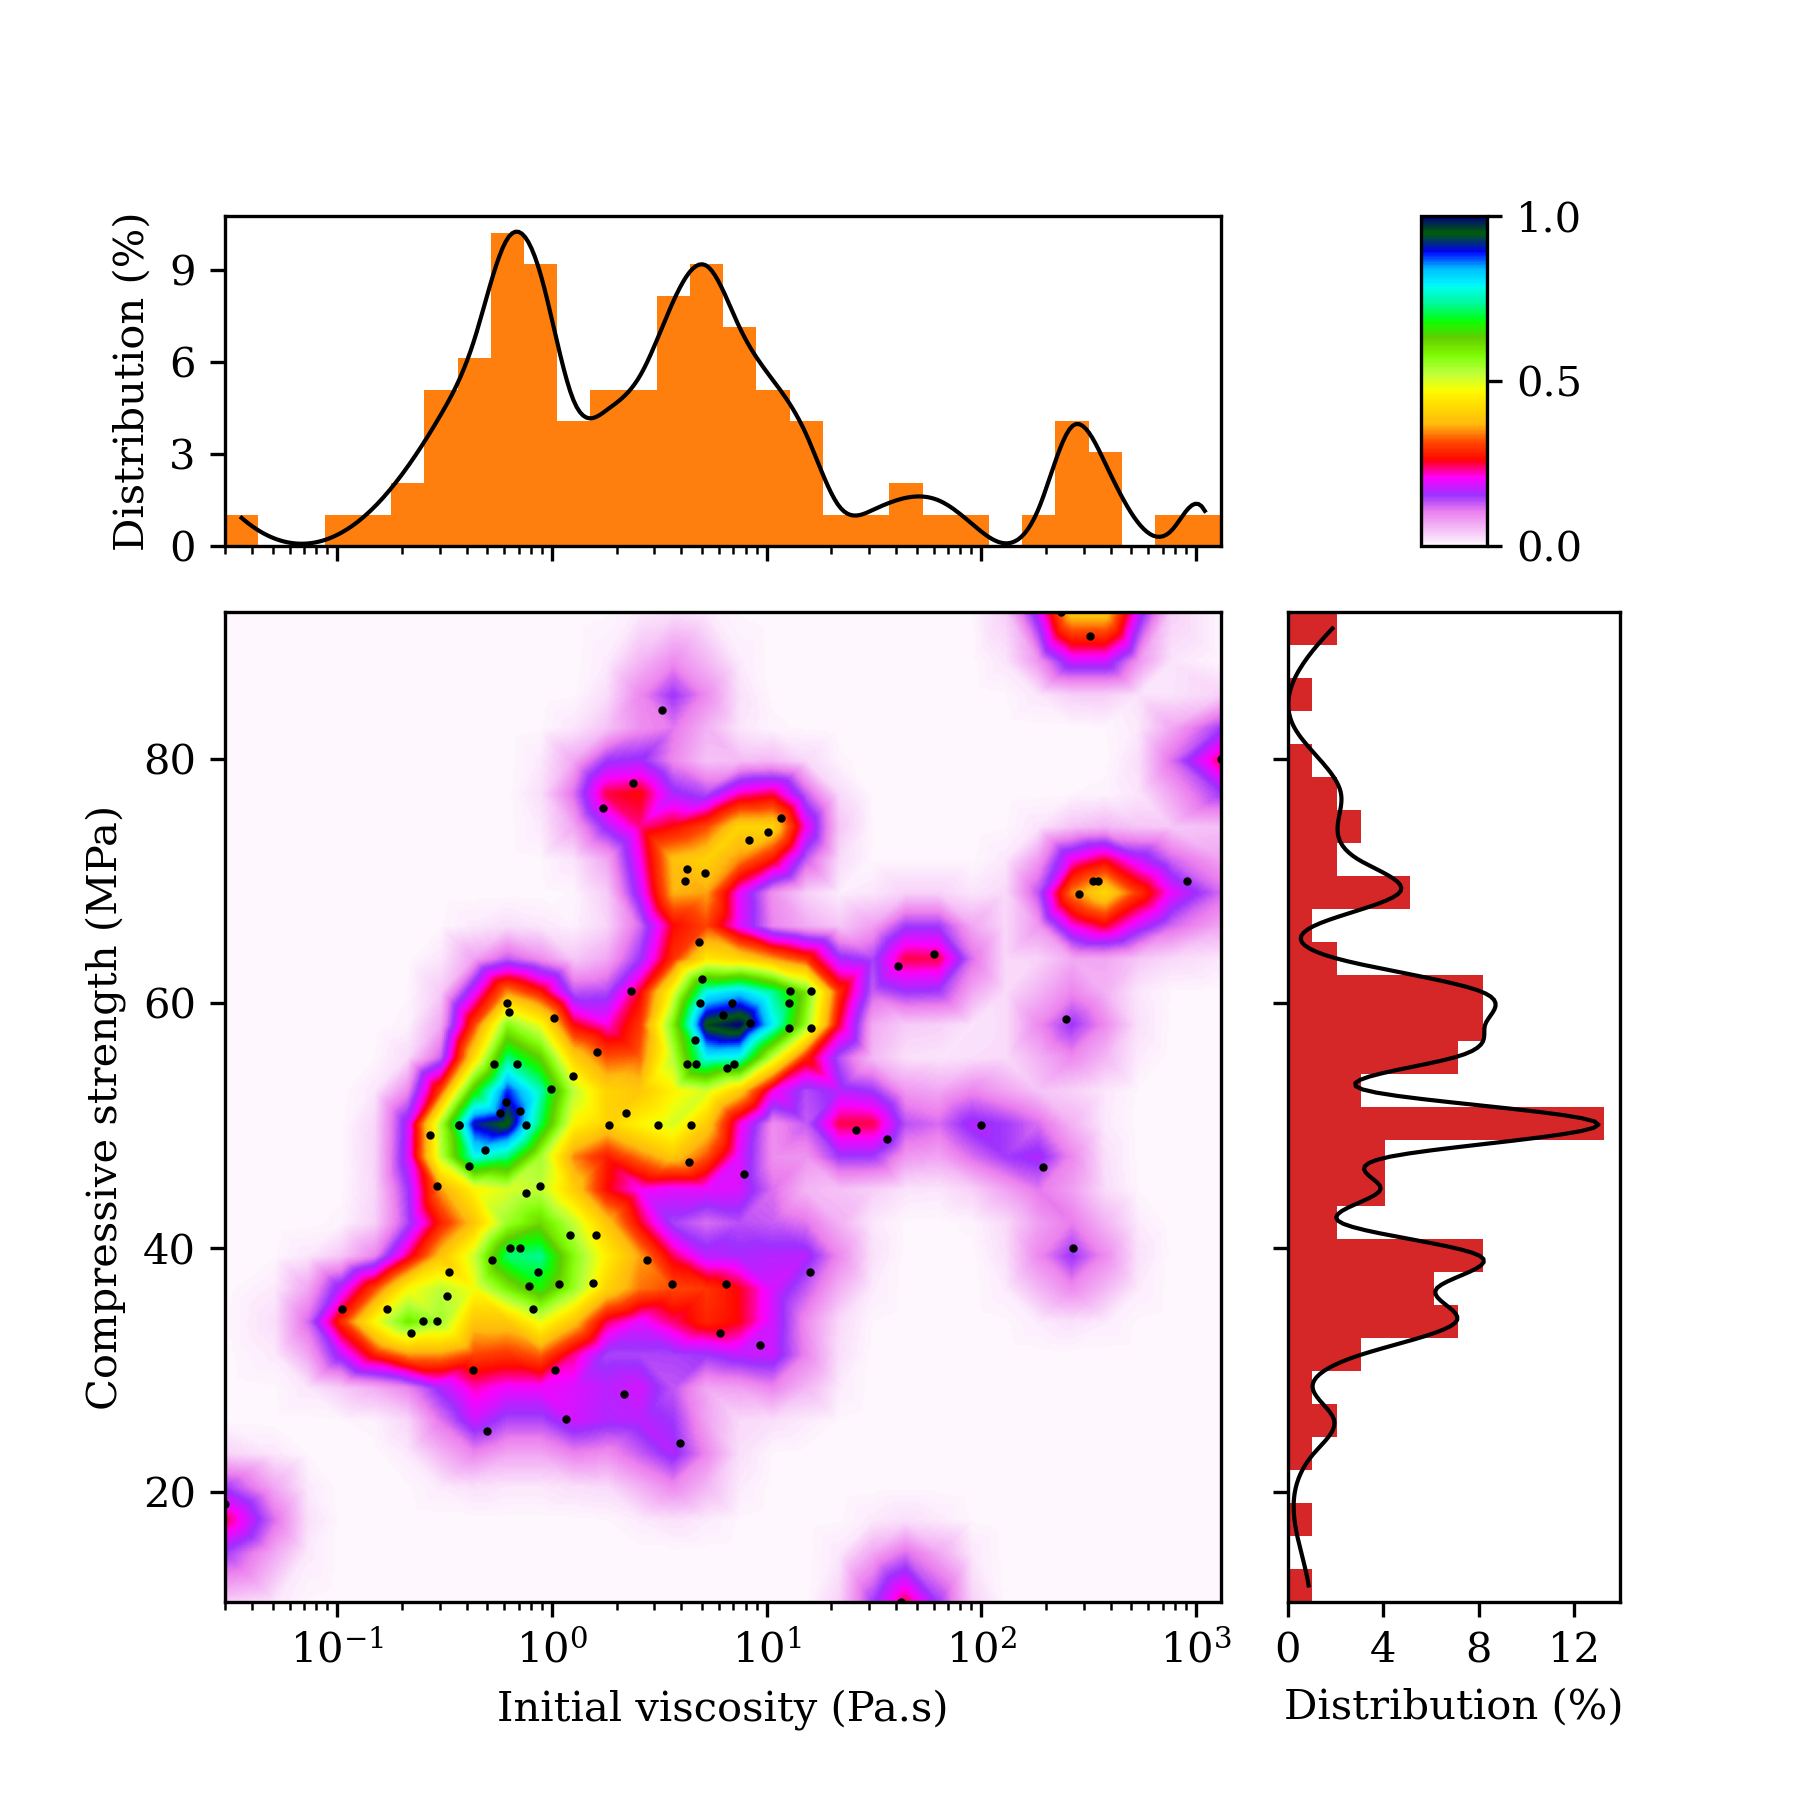 Distribution (%)
9
6
3
0
1.0
0.5
0.0
Compressive strength (MPa)
80
60
40
20
10⁻¹ 10⁰ 10¹ 10² 10³
Initial viscosity (Pa.s)
0 4 8 12
Distribution (%)